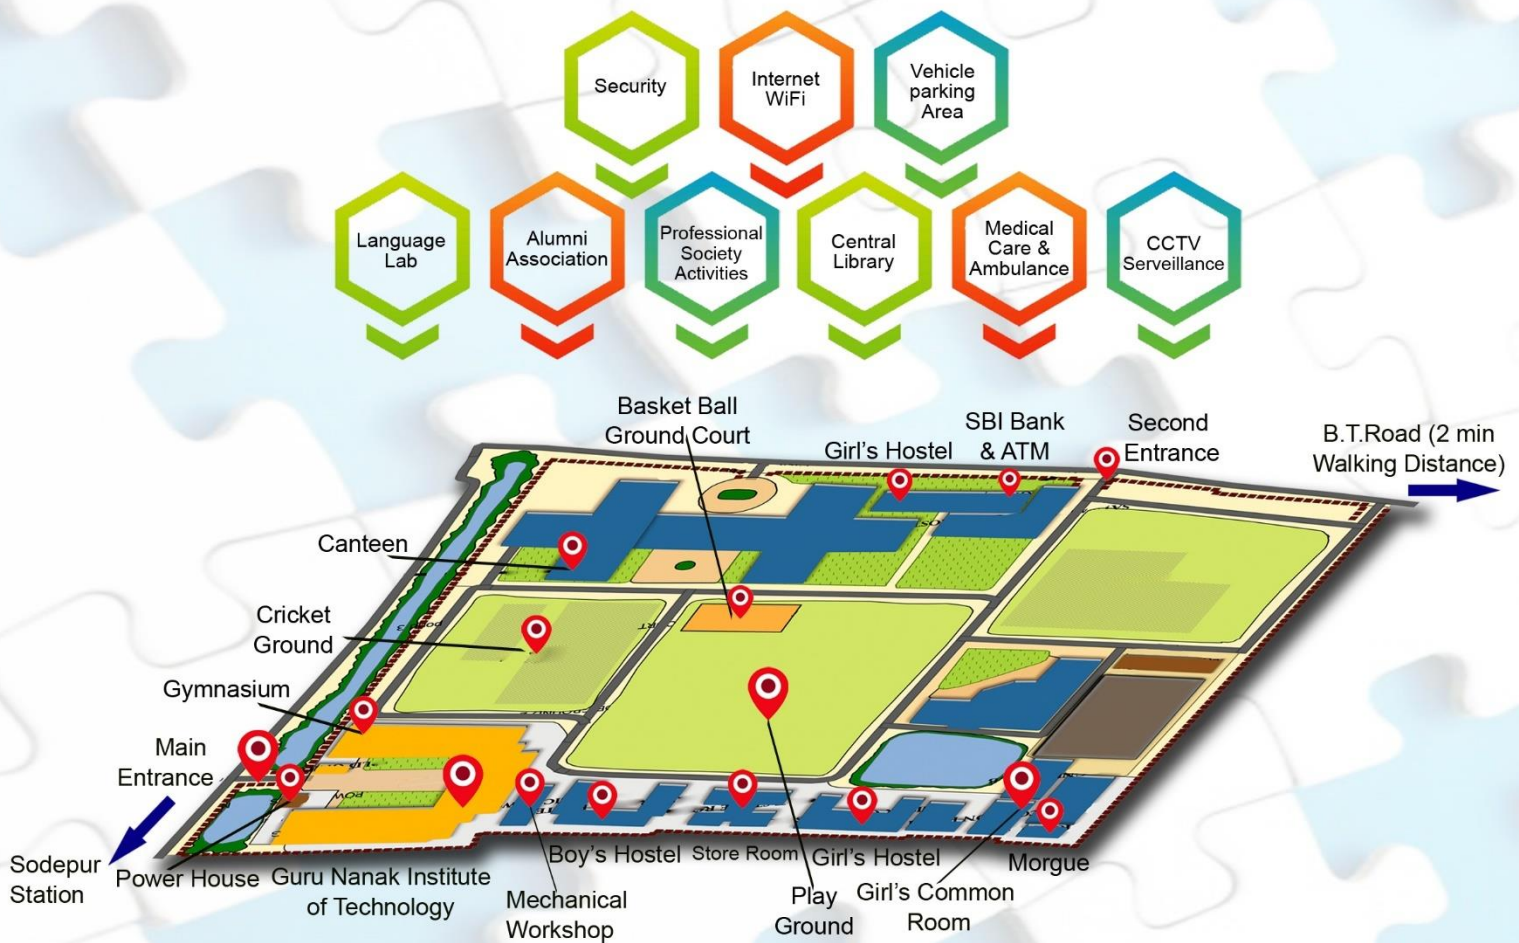 Security
Internet
WiFi
Vehicle
parking
Area
Language
Lab
Alumni
Association
Professional
Society
Activities
Central
Library
Medical
Care &
Ambulance
CCTV
Serveillance
Basket Ball
Ground Court
Girl's Hostel
SBI Bank
& ATM
Second
Entrance
B.T.Road (2 min
Walking Distance)
Canteen
Cricket
Ground
Gymnasium
Main
Entrance
Sodepur
Station
Power House
Guru Nanak Institute
of Technology
Mechanical
Workshop
Boy's Hostel
Store Room
Girl's Hostel
Play
Ground
Girl's Common
Room
Morgue